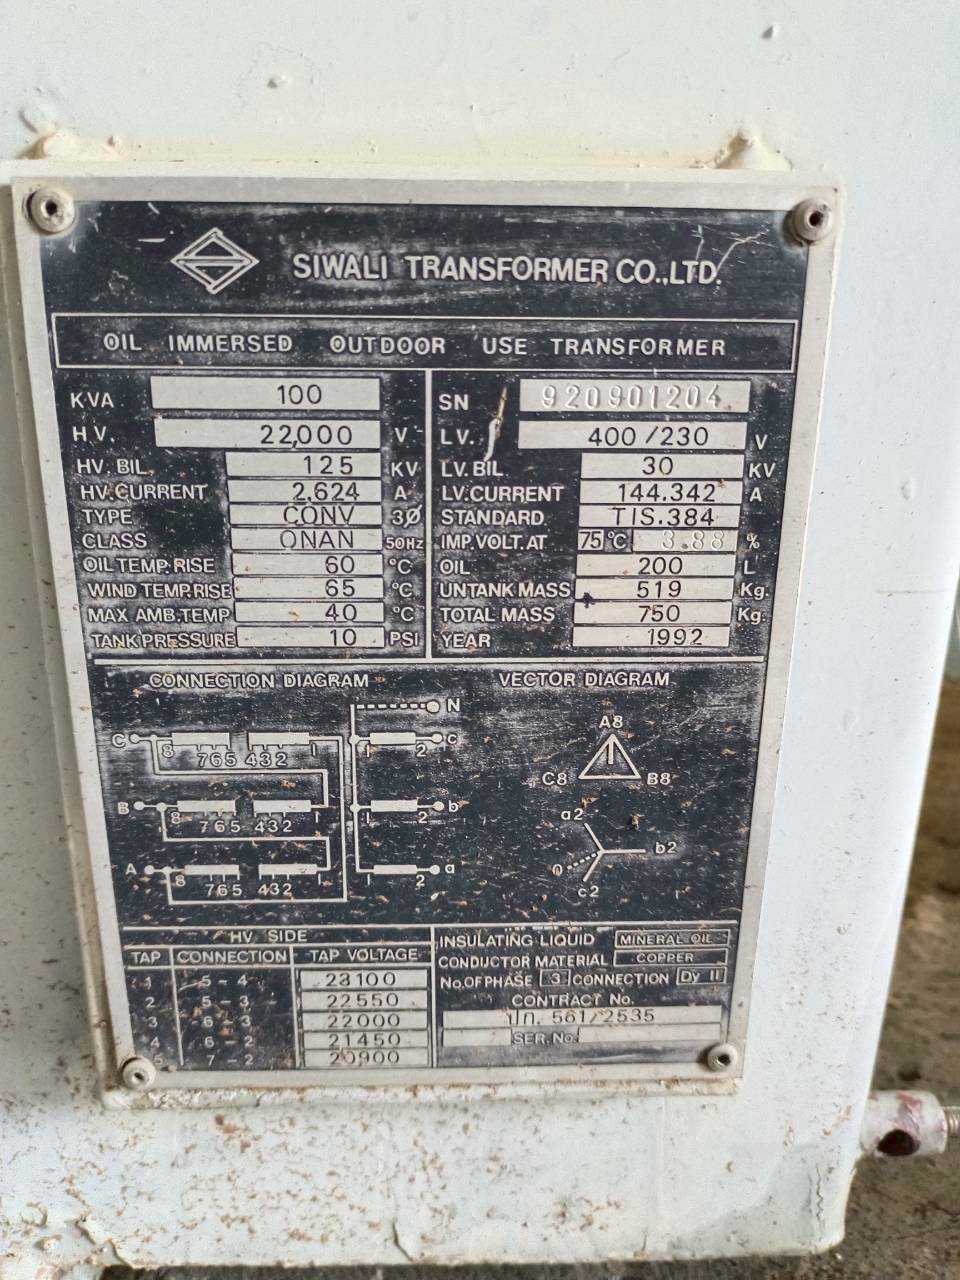 SIWALI TRANSFORMER CO.,LTD.
OIL IMMERSED OUTDOOR USE TRANSFORMER
KVA 100
H.V. 22,000 V
HV. BIL 125 KV
HV.CURRENT 2.624 A
TYPE CONV 3Ø
CLASS ONAN 50Hz
OIL TEMP. RISE 60 °C
WIND TEMP.RISE 65 °C
MAX AMB.TEMP 40 °C
TANK PRESSURE 10 PSI
SN 920901204
L.V. 400/230 V
LV. BIL 30 KV
LV.CURRENT 144.342 A
STANDARD TIS.384
IMP.VOLT. AT 75 °C 3.88 %
OIL 200 L
UNTANK MASS 519 Kg.
TOTAL MASS 750 Kg.
YEAR 1992
CONNECTION DIAGRAM
N
C 8 765 432 1 1 2 c
B 8 765 432 1 1 2 b
A 8 765 432 1 1 2 a
VECTOR DIAGRAM
A8
C8 B8
a2
b2
0
c2
HV. SIDE
TAP CONNECTION TAP VOLTAGE
1 5-4 23100
2 5-3 22550
3 6-3 22000
4 6-2 21450
5 7-2 20900
INSULATING LIQUID MINERAL OIL
CONDUCTOR MATERIAL COPPER
No.OF PHASE 3 CONNECTION Dy 11
CONTRACT No.
ปก. 561/2535
SER.No.